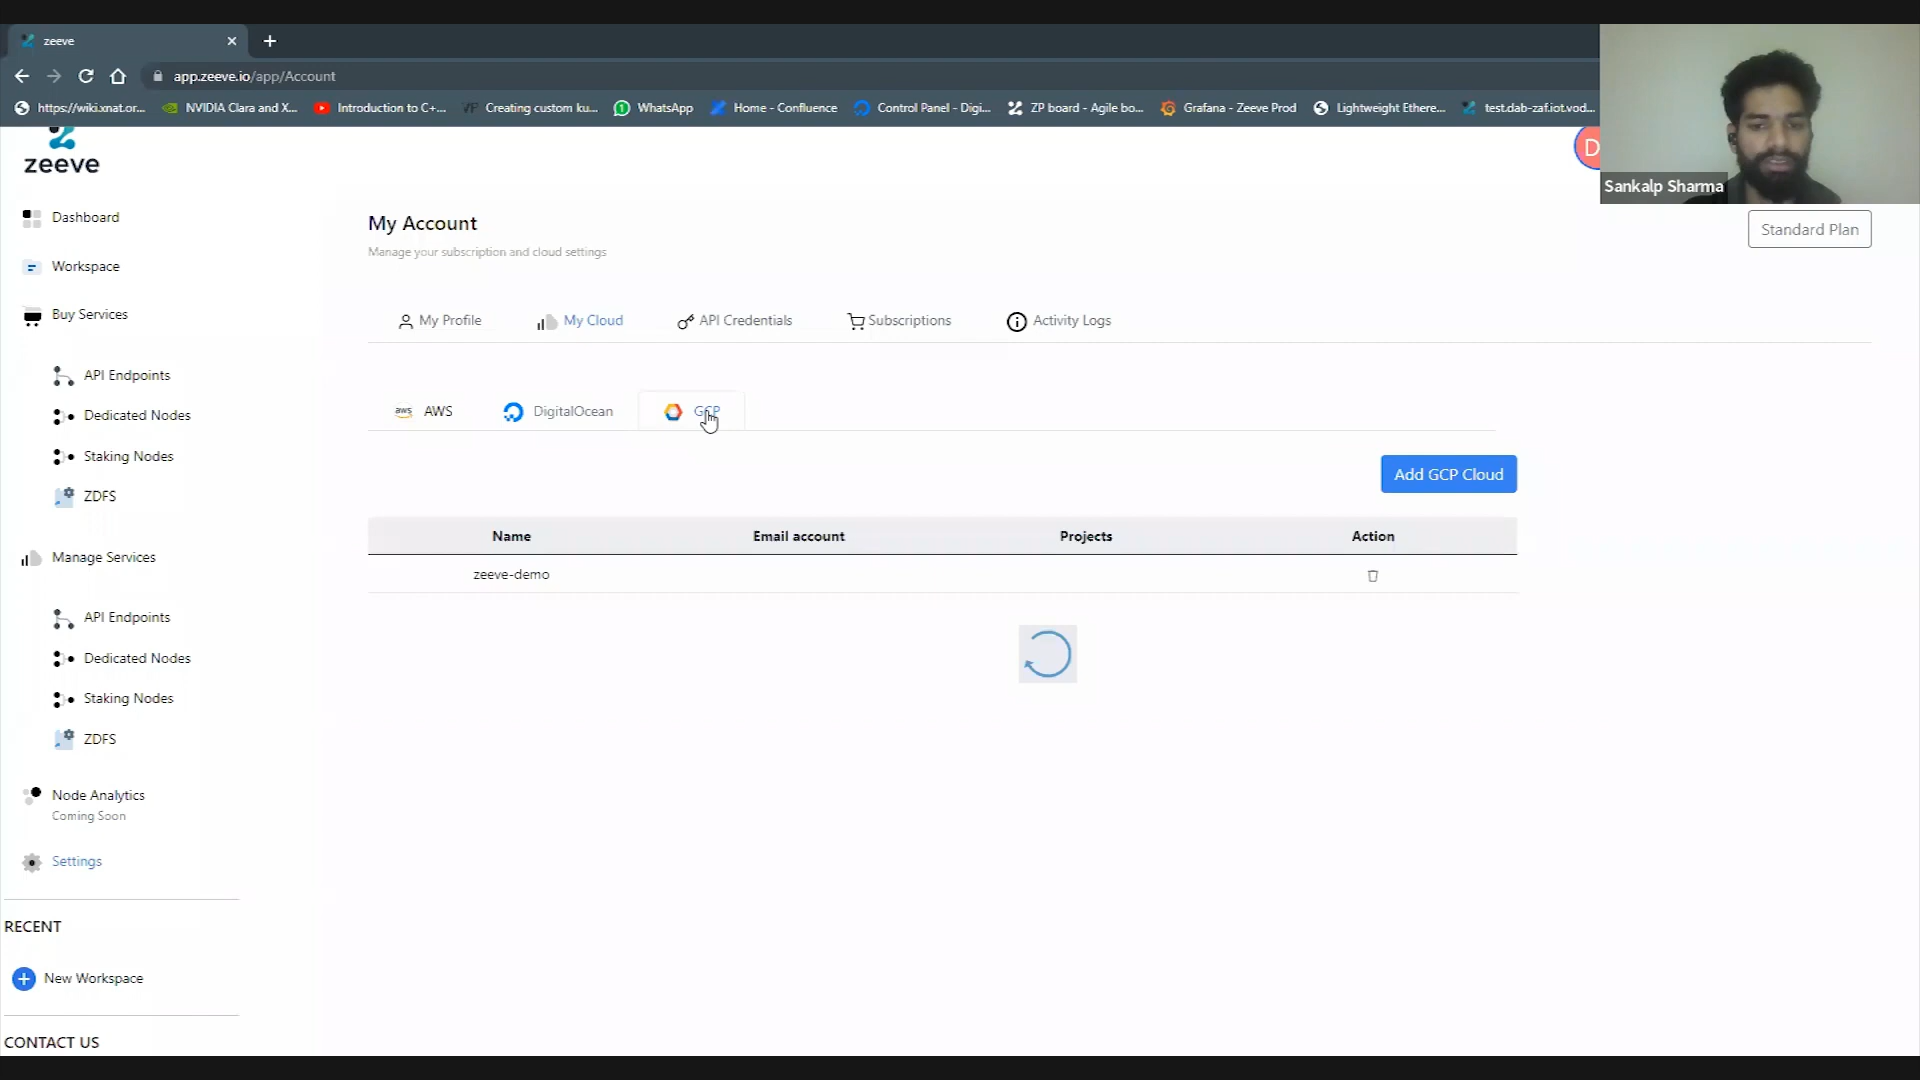 zeeve
app.zeeve.io/app/Account
https://wiki.xnat.or...
NVIDIA Clara and X...
Introduction to C+...
VF Creating custom ku...
WhatsApp
Home - Confluence
Control Panel - Digi...
ZP board - Agile bo...
Grafana - Zeeve Prod
Lightweight Ethere...
test.dab-zaf.iot.vod...
zeeve
D
Sankalp Sharma
Dashboard
Workspace
Buy Services
API Endpoints
Dedicated Nodes
Staking Nodes
ZDFS
Manage Services
API Endpoints
Dedicated Nodes
Staking Nodes
ZDFS
Node Analytics
Coming Soon
Settings
RECENT
New Workspace
CONTACT US
My Account
Manage your subscription and cloud settings
Standard Plan
My Profile
My Cloud
API Credentials
Subscriptions
Activity Logs
aws AWS
DigitalOcean
GCP
Add GCP Cloud
Name Email account Projects Action
zeeve-demo